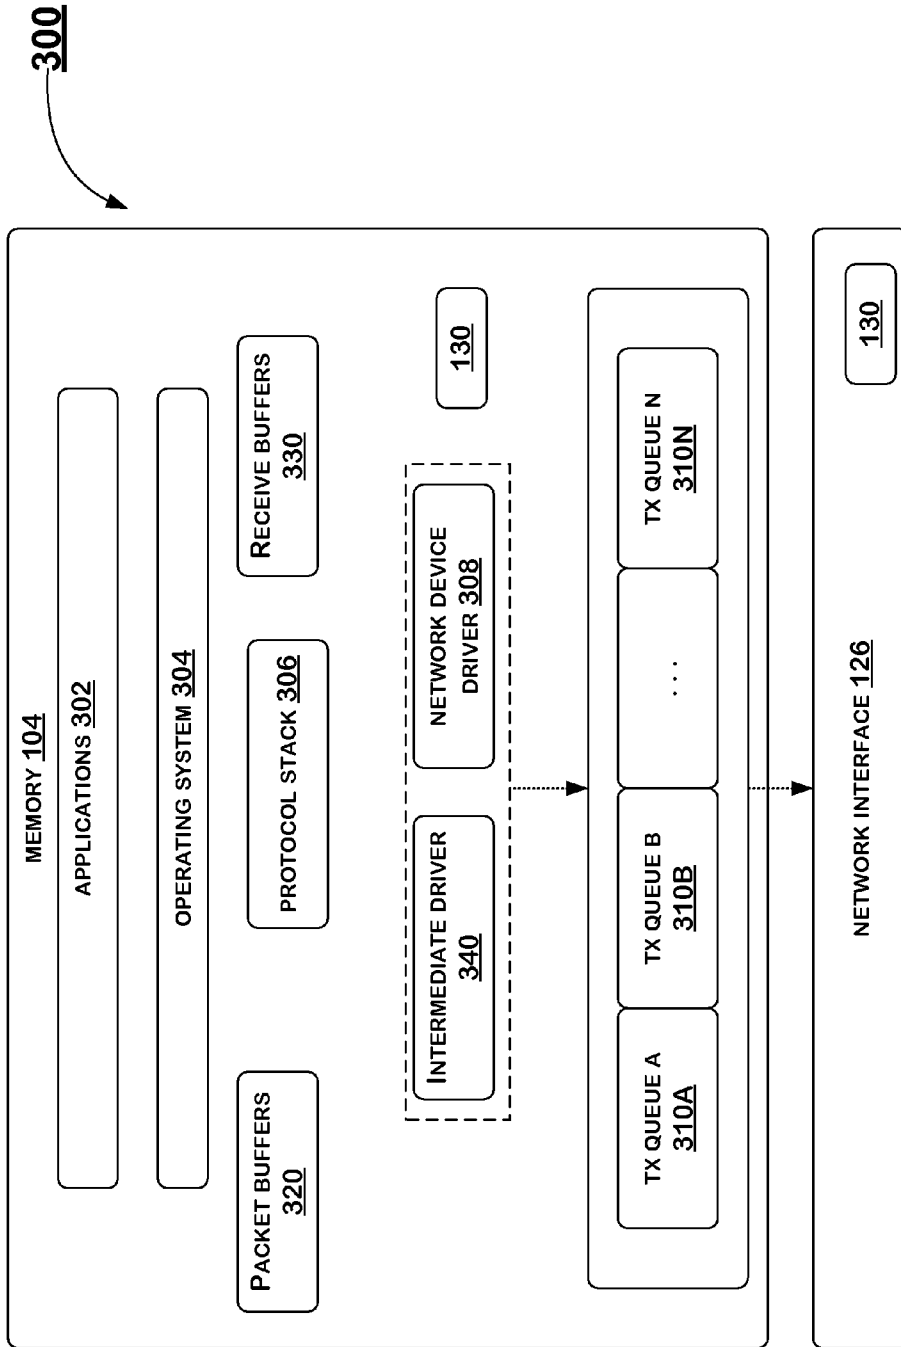 300
MEMORY 104
APPLICATIONS 302
OPERATING SYSTEM 304
PACKET BUFFERS
320
PROTOCOL STACK 306
RECEIVE BUFFERS
330
INTERMEDIATE DRIVER
340
NETWORK DEVICE
DRIVER 308
130
TX QUEUE A
310A
TX QUEUE B
310B
...
TX QUEUE N
310N
NETWORK INTERFACE 126
130